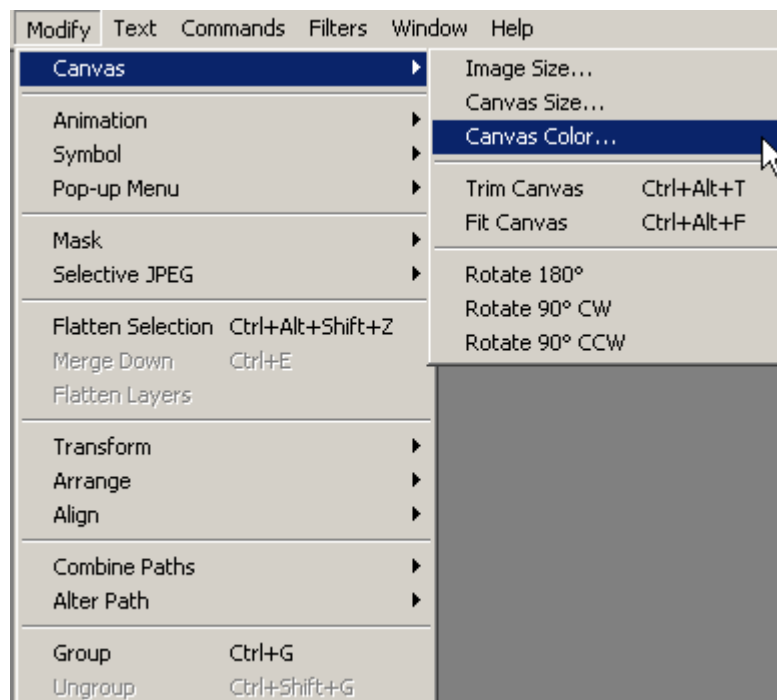 Modify Text Commands Filters Window Help
Canvas
Animation
Symbol
Pop-up Menu
Mask
Selective JPEG
Flatten Selection Ctrl+Alt+Shift+Z
Merge Down Ctrl+E
Flatten Layers
Transform
Arrange
Align
Combine Paths
Alter Path
Group Ctrl+G
Ungroup Ctrl+Shift+G
Image Size...
Canvas Size...
Canvas Color...
Trim Canvas Ctrl+Alt+T
Fit Canvas Ctrl+Alt+F
Rotate 180°
Rotate 90° CW
Rotate 90° CCW